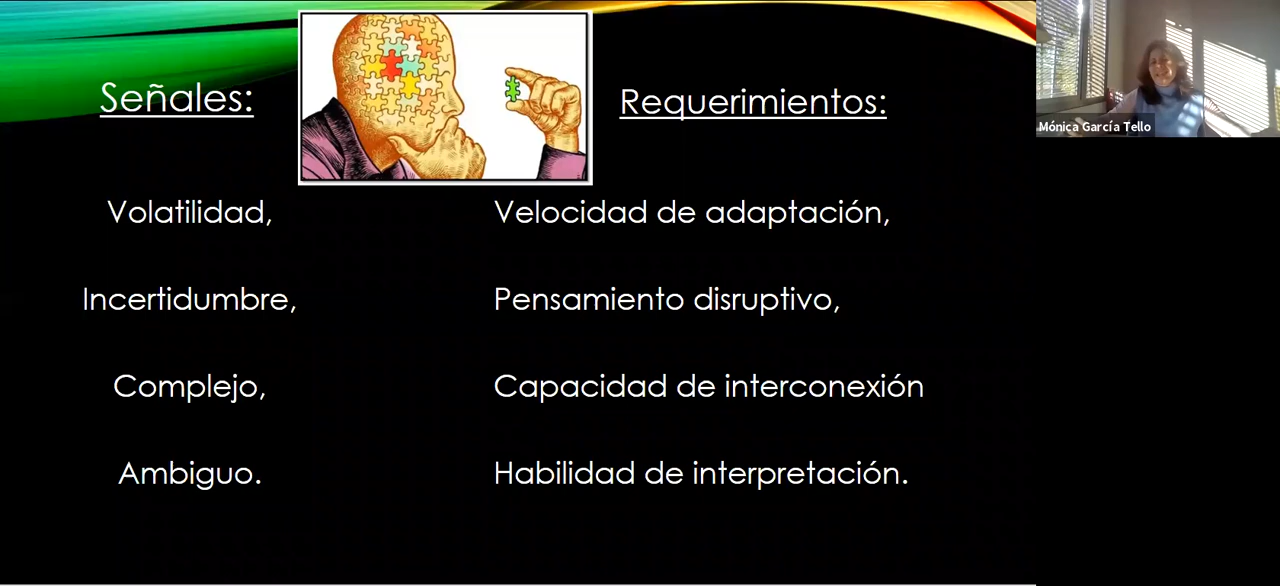 Señales:
Requerimientos:
Volatilidad,
Velocidad de adaptación,
Incertidumbre,
Pensamiento disruptivo,
Complejo,
Capacidad de interconexión
Ambiguo.
Habilidad de interpretación.
Mónica García Tello